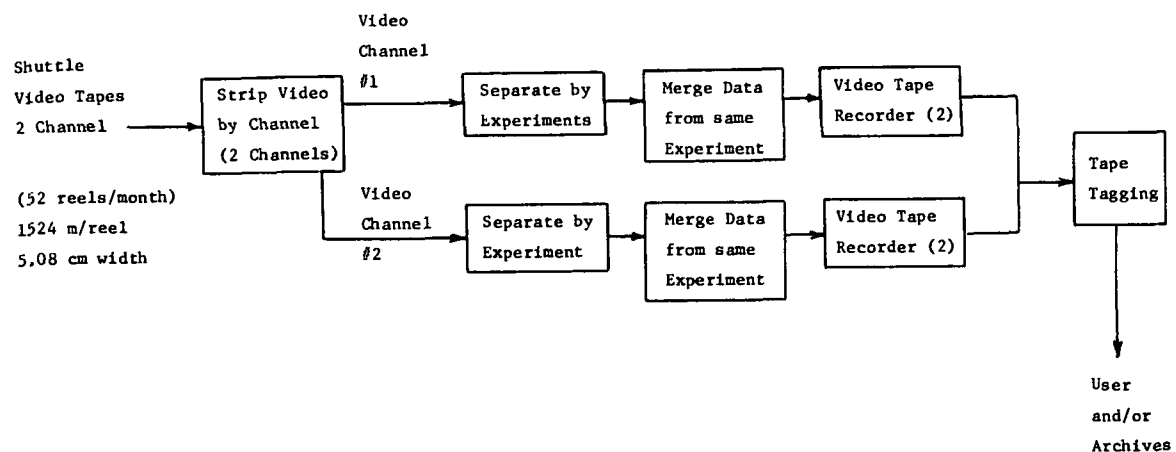 Shuttle
Video Tapes
2 Channel
(52 reels/month)
1524 m/reel
5.08 cm width
Strip Video
by Channel
(2 Channels)
Video
Channel
#1
Separate by
Experiments
Merge Data
from same
Experiment
Video Tape
Recorder (2)
Video
Channel
#2
Separate by
Experiment
Merge Data
from same
Experiment
Video Tape
Recorder (2)
Tape
Tagging
User
and/or
Archives